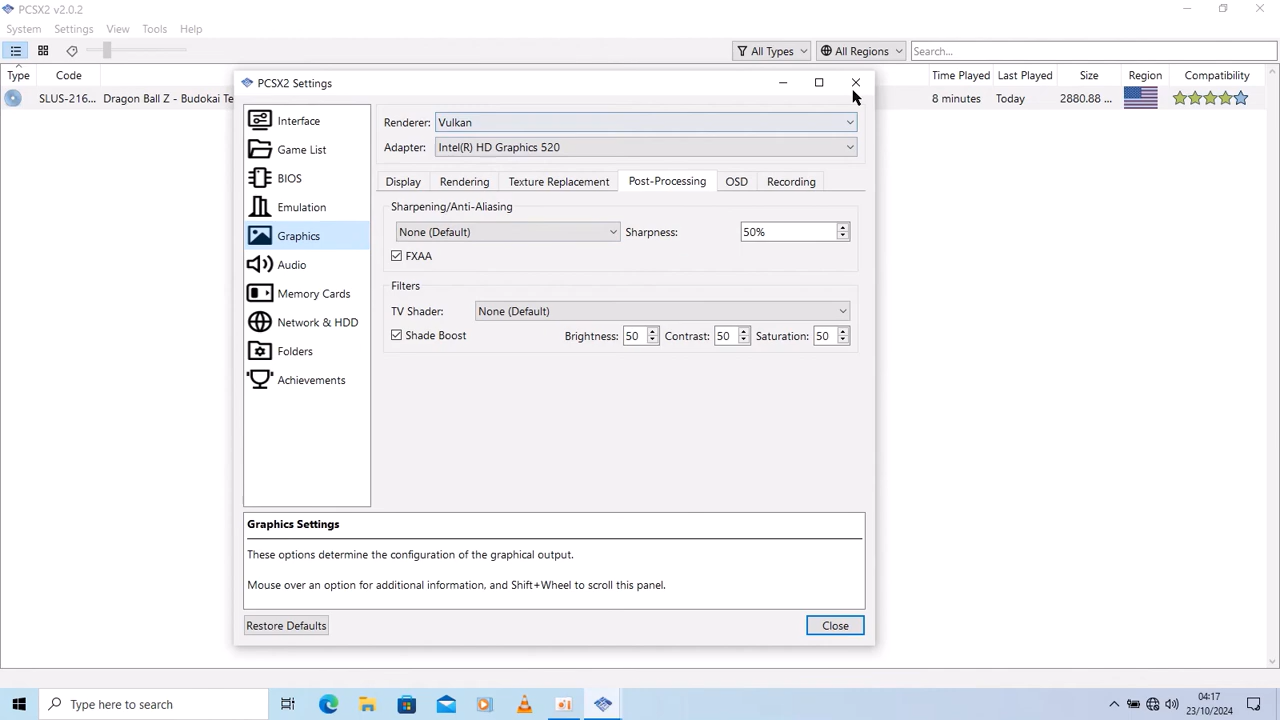 PCSX2 v2.0.2
System Settings View Tools Help
All Types All Regions Search...
Type Code Time Played Last Played Size Region Compatibility
SLUS-216... Dragon Ball Z - Budokai Te 8 minutes Today 2880.88 ...
PCSX2 Settings
Interface
Game List
BIOS
Emulation
Graphics
Audio
Memory Cards
Network & HDD
Folders
Achievements
Renderer: Vulkan
Adapter: Intel(R) HD Graphics 520
Display Rendering Texture Replacement Post-Processing OSD Recording
Sharpening/Anti-Aliasing
None (Default) Sharpness: 50%
FXAA
Filters
TV Shader: None (Default)
Shade Boost Brightness: 50 Contrast: 50 Saturation: 50
Graphics Settings
These options determine the configuration of the graphical output.
Mouse over an option for additional information, and Shift+Wheel to scroll this panel.
Restore Defaults Close
Type here to search
04:17
23/10/2024